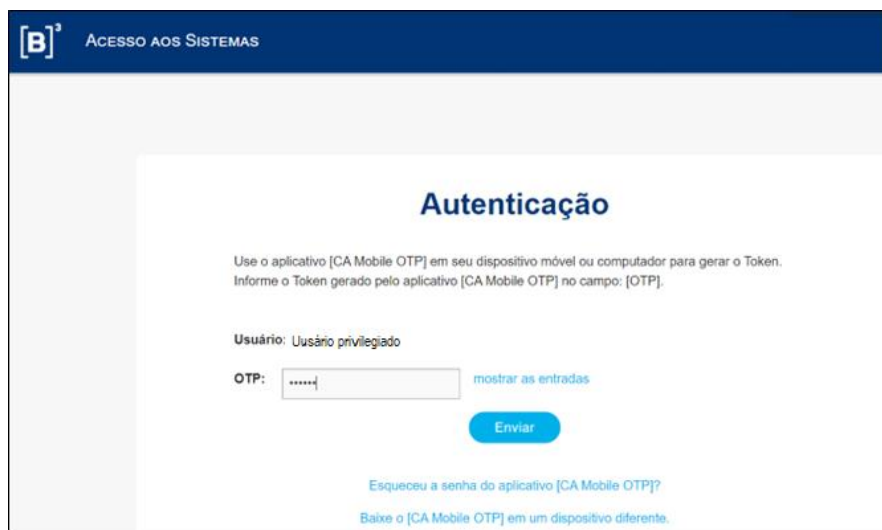 [B]³ ACESSO AOS SISTEMAS
Autenticação
Use o aplicativo [CA Mobile OTP] em seu dispositivo móvel ou computador para gerar o Token.
Informe o Token gerado pelo aplicativo [CA Mobile OTP] no campo: [OTP].
Usuário: Uusário privilegiado
OTP: •••••• mostrar as entradas
Enviar
Esqueceu a senha do aplicativo [CA Mobile OTP]?
Baixe o [CA Mobile OTP] em um dispositivo diferente.